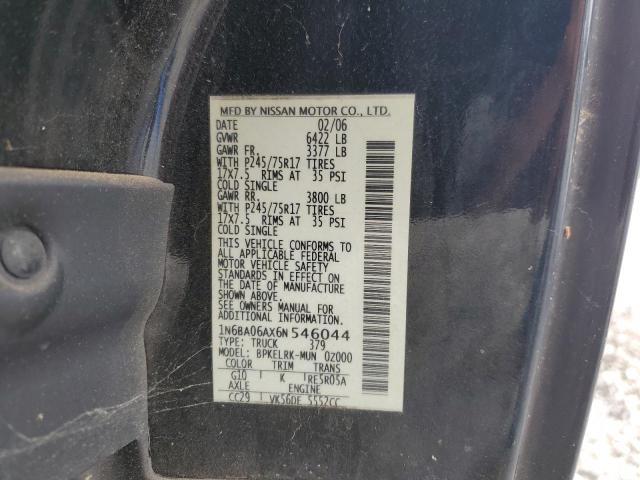 MFD BY NISSAN MOTOR CO., LTD.
DATE 02/06
GVWR 6422 LB
GAWR FR. 3377 LB
WITH P245/75R17 TIRES
17X7.5 RIMS AT 35 PSI
COLD SINGLE
GAWR RR. 3800 LB
WITH P245/75R17 TIRES
17X7.5 RIMS AT 35 PSI
COLD SINGLE
THIS VEHICLE CONFORMS TO
ALL APPLICABLE FEDERAL
MOTOR VEHICLE SAFETY
STANDARDS IN EFFECT ON
THE DATE OF MANUFACTURE
SHOWN ABOVE.
SEE OWNERS MANUAL FOR
ADDITIONAL INFORMATION
1N6BA06AX6N546044
TYPE: TRUCK 379
MODEL: BPKELRK-MUN 02000
COLOR TRIM TRANS
G10 K RE5R05A
AXLE ENGINE
CC29 VK56DE 5552CC